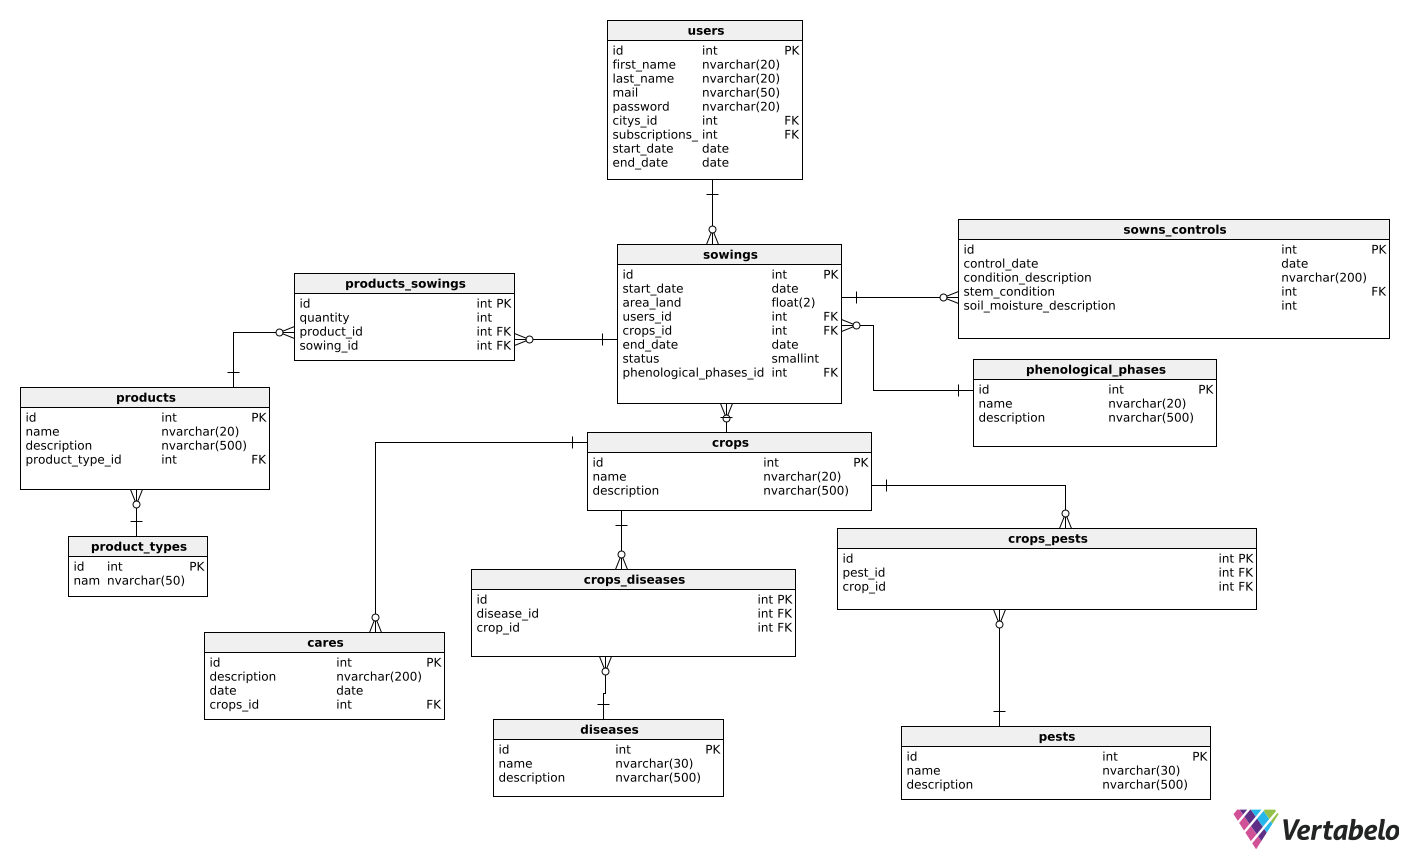 users
id int PK
first_name nvarchar(20)
last_name nvarchar(20)
mail nvarchar(50)
password nvarchar(20)
citys_id int FK
subscriptions_ int FK
start_date date
end_date date
sowns_controls
id int PK
control_date date
condition_description nvarchar(200)
stem_condition int FK
soil_moisture_description int
sowings
id int PK
start_date date
area_land float(2)
users_id int FK
crops_id int FK
end_date date
status smallint
phenological_phases_id int FK
products_sowings
id int PK
quantity int
product_id int FK
sowing_id int FK
phenological_phases
id int PK
name nvarchar(20)
description nvarchar(500)
products
id int PK
name nvarchar(20)
description nvarchar(500)
product_type_id int FK
crops
id int PK
name nvarchar(20)
description nvarchar(500)
product_types
id int PK
nam nvarchar(50)
crops_pests
id int PK
pest_id int FK
crop_id int FK
crops_diseases
id int PK
disease_id int FK
crop_id int FK
cares
id int PK
description nvarchar(200)
date date
crops_id int FK
diseases
id int PK
name nvarchar(30)
description nvarchar(500)
pests
id int PK
name nvarchar(30)
description nvarchar(500)
Vertabelo